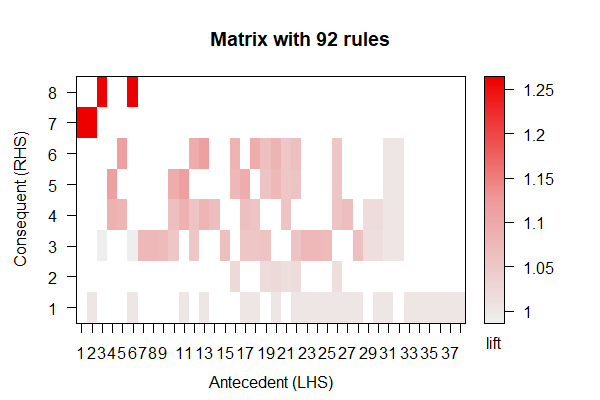 Matrix with 92 rules
8
7
6
5
4
3
2
1
Consequent (RHS)
1 2 3 4 5 6 7 8 9 11 13 15 17 19 21 23 25 27 29 31 33 35 37
Antecedent (LHS)
1.25
1.2
1.15
1.1
1.05
1
lift